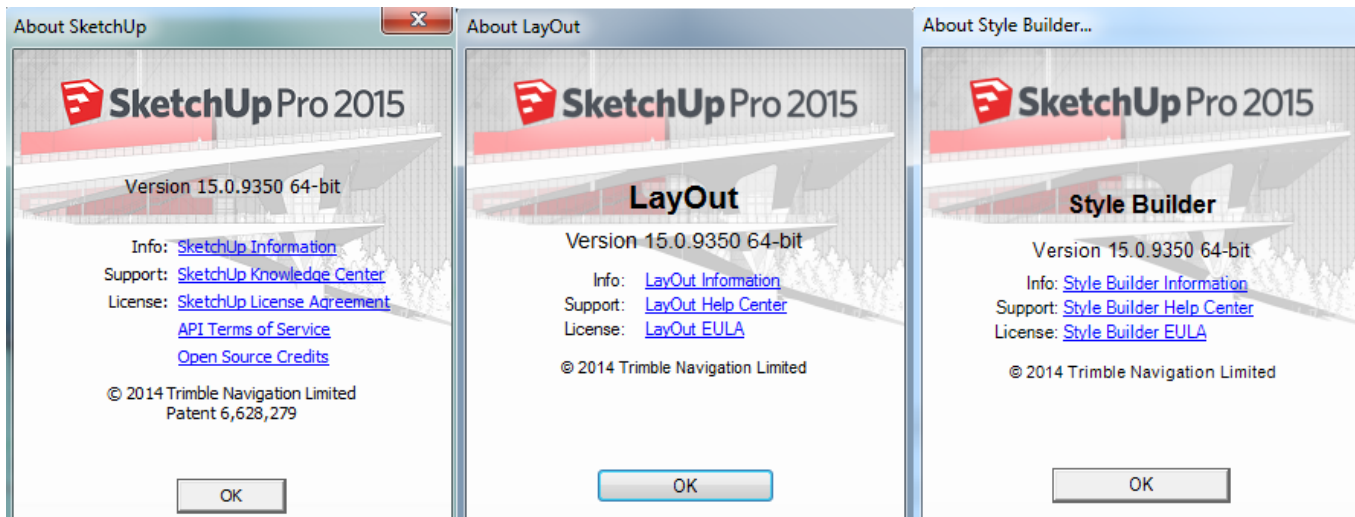 About SketchUp
SketchUp Pro 2015
Version 15.0.9350 64-bit
Info: SketchUp Information
Support: SketchUp Knowledge Center
License: SketchUp License Agreement
API Terms of Service
Open Source Credits
© 2014 Trimble Navigation Limited
Patent 6,628,279
OK
About LayOut
SketchUp Pro 2015
LayOut
Version 15.0.9350 64-bit
Info: LayOut Information
Support: LayOut Help Center
License: LayOut EULA
© 2014 Trimble Navigation Limited
OK
About Style Builder...
SketchUp Pro 2015
Style Builder
Version 15.0.9350 64-bit
Info: Style Builder Information
Support: Style Builder Help Center
License: Style Builder EULA
© 2014 Trimble Navigation Limited
OK